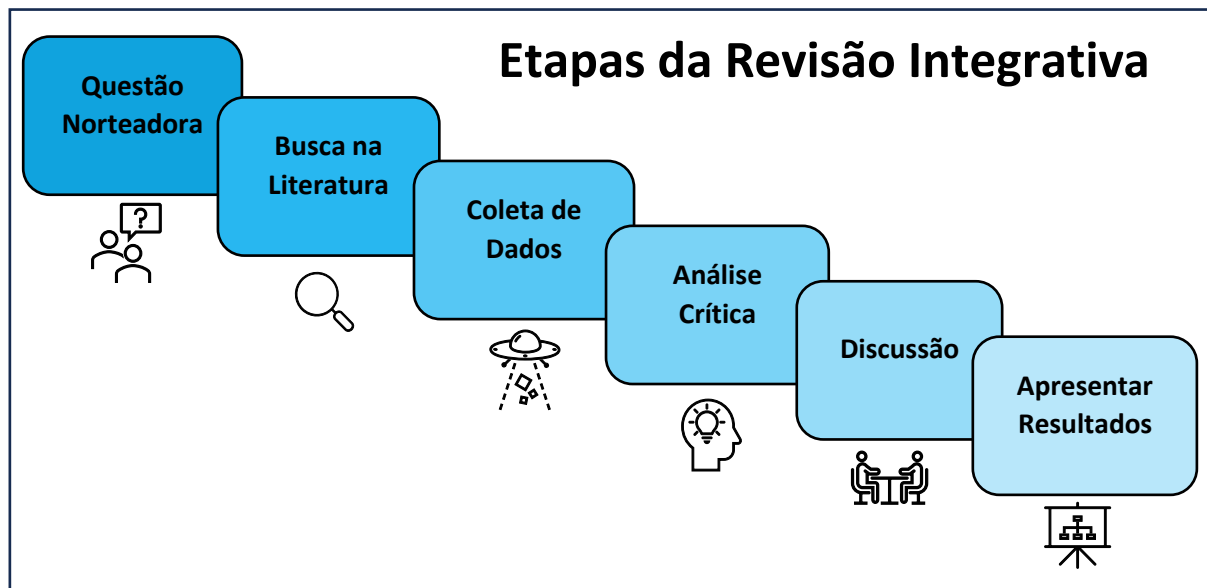 Etapas da Revisão Integrativa
Questão
Norteadora
Busca na
Literatura
Coleta de
Dados
Análise
Crítica
Discussão
Apresentar
Resultados
?